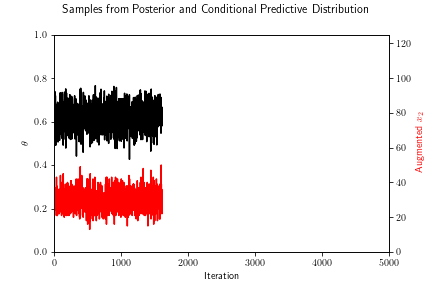 Samples from Posterior and Conditional Predictive Distribution
1.0
0.8
0.6
0.4
0.2
0.0
θ
120
100
80
60
40
20
0
Augmented x₂
0 1000 2000 3000 4000 5000
Iteration